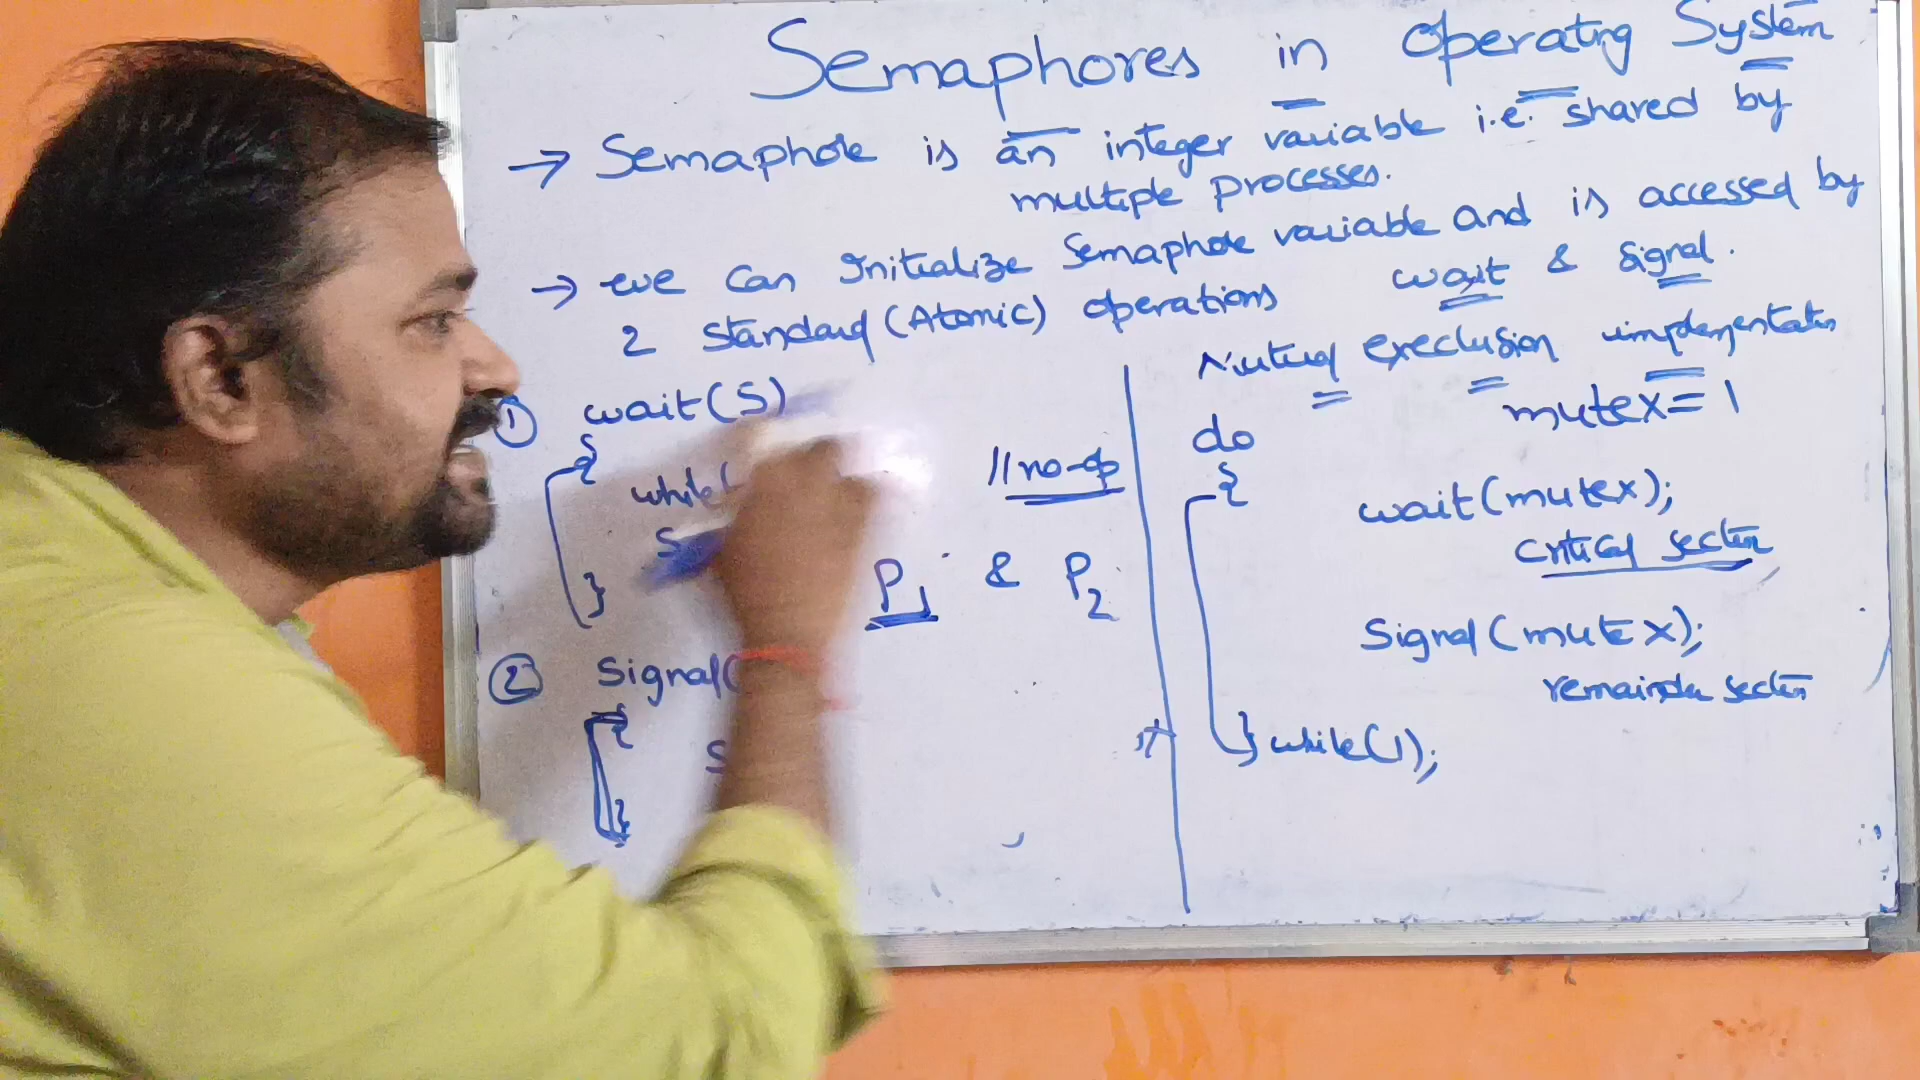 Semaphores in Operating System
→ Semaphore is an integer variable i.e. shared by
multiple processes.
→ we can Initialize Semaphore variable and is accessed by
2 standard (Atomic) operations wait & signal.
① wait(S)
{
while(
S
//no-op
}
P1 & P2
② Signal(
{
S
}
Mutual execlusion implementation
mutex=1
do
{
wait(mutex);
critical section
Signal(mutex);
remainder section
} while(1);